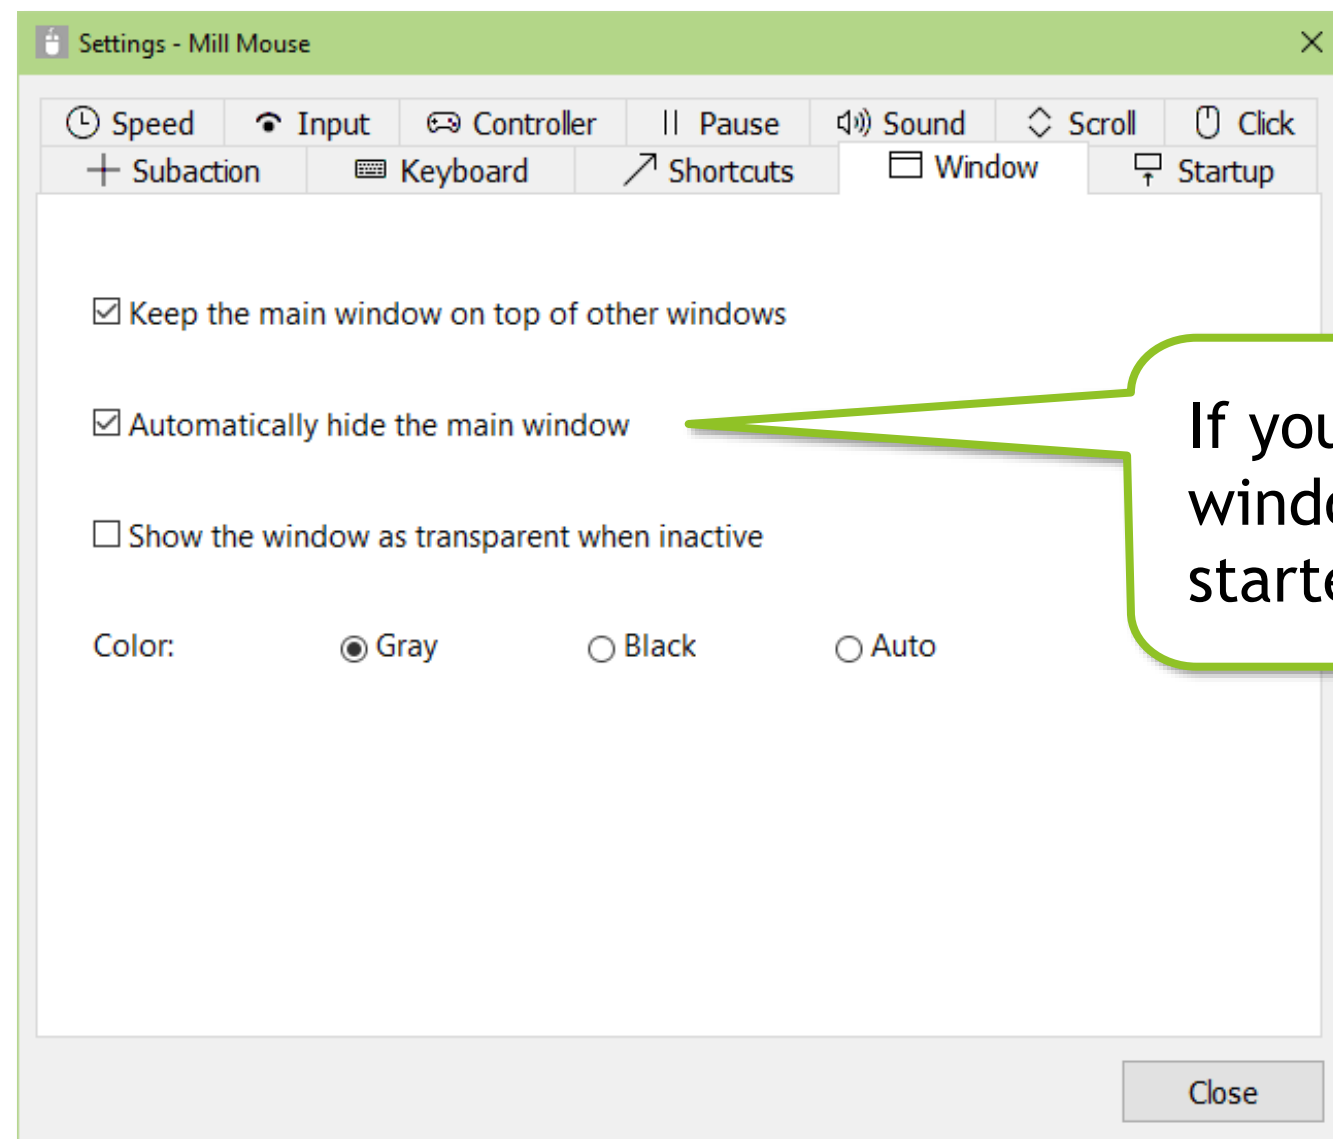 Settings - Mill Mouse
Speed Input Controller Pause Sound Scroll Click
Subaction Keyboard Shortcuts Window Startup
Keep the main window on top of other windows
Automatically hide the main window
Show the window as transparent when inactive
Color: Gray Black Auto
If
Close